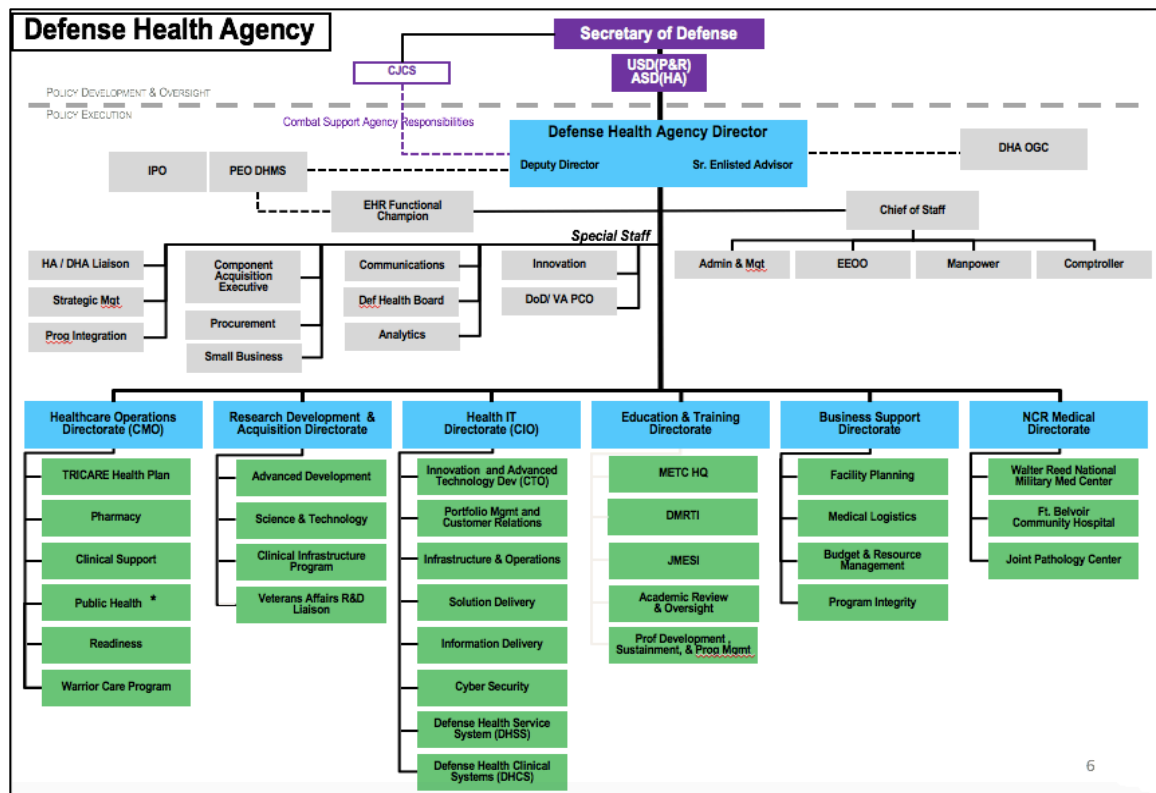 Defense Health Agency
Secretary of Defense
CJCS
USD(P&R)
ASD(HA)
POLICY DEVELOPMENT & OVERSIGHT
POLICY EXECUTION
Combat Support Agency Responsibilities
Defense Health Agency Director
Deputy Director
Sr. Enlisted Advisor
DHA OGC
IPO
PEO DHMS
EHR Functional
Champion
Chief of Staff
Special Staff
HA / DHA Liaison
Strategic Mgt
Prog Integration
Component
Acquisition
Executive
Procurement
Small Business
Communications
Def Health Board
Analytics
Innovation
DoD/ VA PCO
Admin & Mgt
EEOO
Manpower
Comptroller
Healthcare Operations
Directorate (CMO)
TRICARE Health Plan
Pharmacy
Clinical Support
Public Health *
Readiness
Warrior Care Program
Research Development &
Acquisition Directorate
Advanced Development
Science & Technology
Clinical Infrastructure
Program
Veterans Affairs R&D
Liaison
Health IT
Directorate (CIO)
Innovation and Advanced
Technology Dev (CTO)
Portfolio Mgmt and
Customer Relations
Infrastructure & Operations
Solution Delivery
Information Delivery
Cyber Security
Defense Health Service
System (DHSS)
Defense Health Clinical
Systems (DHCS)
Education & Training
Directorate
METC HQ
DMRTI
JMESI
Academic Review
& Oversight
Prof Development ,
Sustainment, & Prog Mgmt
Business Support
Directorate
Facility Planning
Medical Logistics
Budget & Resource
Management
Program Integrity
NCR Medical
Directorate
Walter Reed National
Military Med Center
Ft. Belvoir
Community Hospital
Joint Pathology Center
6